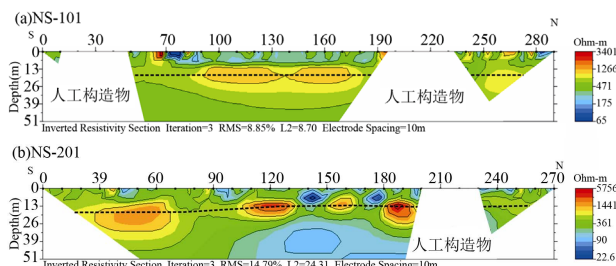 (a)NS-101
S
N
0 30 70 100 130 160 190 220 250 280
Ohm-m
3401
1266
471
175
65
Depth(m)
0
13
26
39
51
人工构造物
人工构造物
Inverted Resistivity Section Iteration=3 RMS=8.85% L2=8.70 Electrode Spacing=10m
(b)NS-201
S
N
0 39 60 90 120 150 180 210 240 270
Ohm-m
5756
1441
361
90
22.6
Depth(m)
0
13
26
39
51
人工构造物
Inverted Resistivity Section Iteration=3 RMS=14.79% L2=24.31 Electrode Spacing=10m